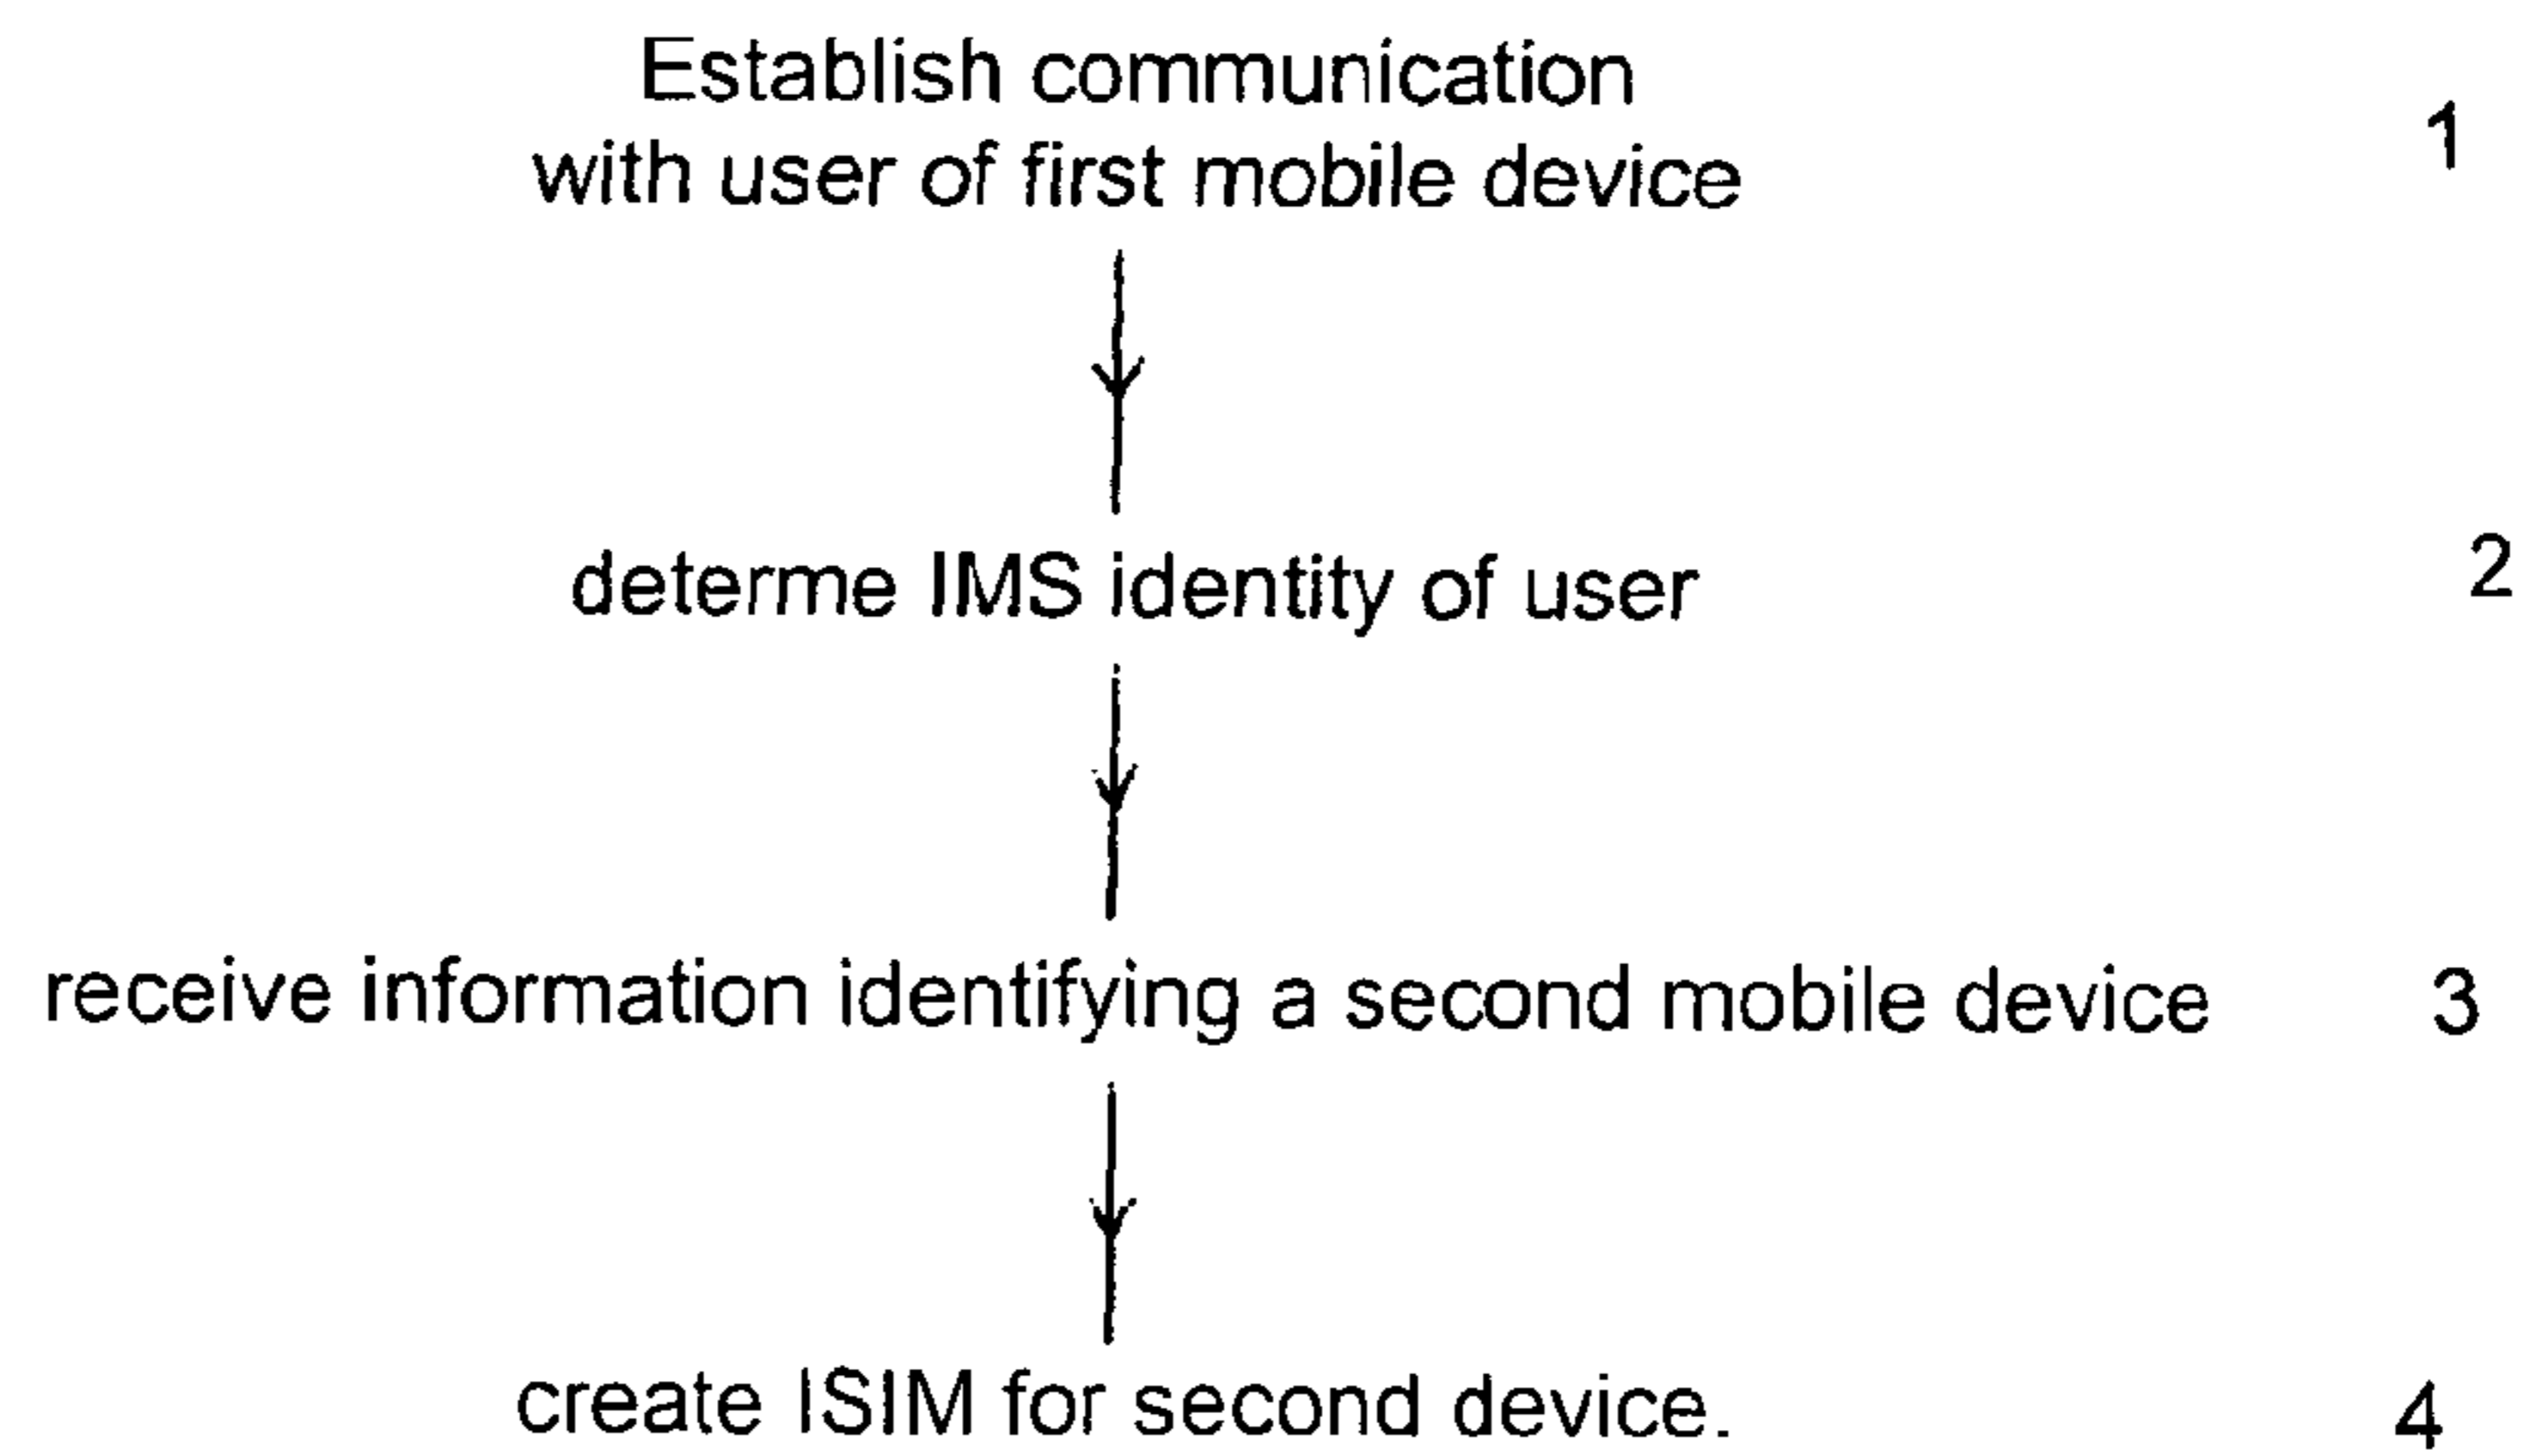 Establish communication
with user of first mobile device 1
determe IMS identity of user 2
receive information identifying a second mobile device 3
create ISIM for second device. 4